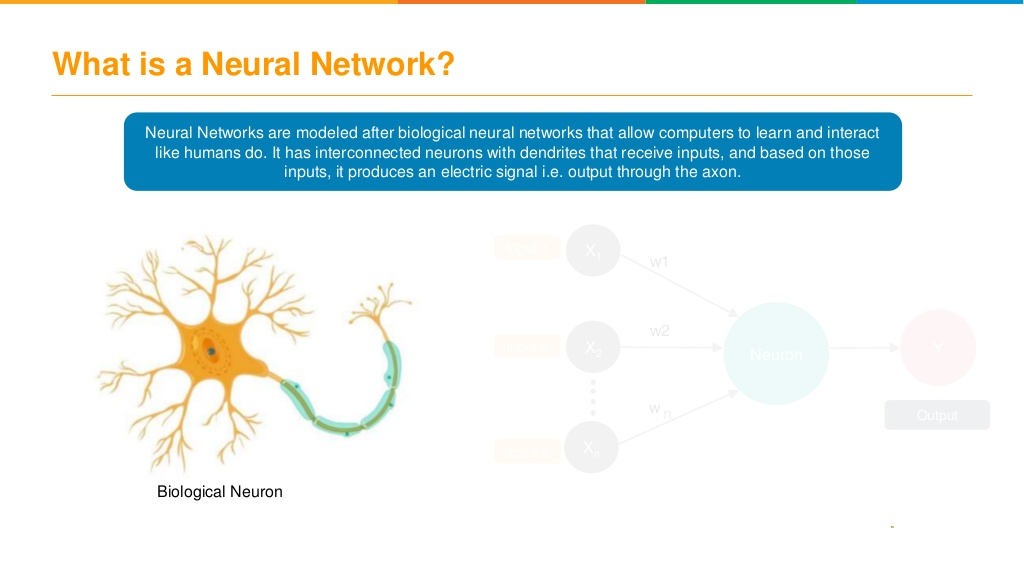 What is a Neural Network?
Neural Networks are modeled after biological neural networks that allow computers to learn and interact
like humans do. It has interconnected neurons with dendrites that receive inputs, and based on those
inputs, it produces an electric signal i.e. output through the axon.
X1
w1
X2
w2
Neuron
Y
w n
Xn
Output
Biological Neuron